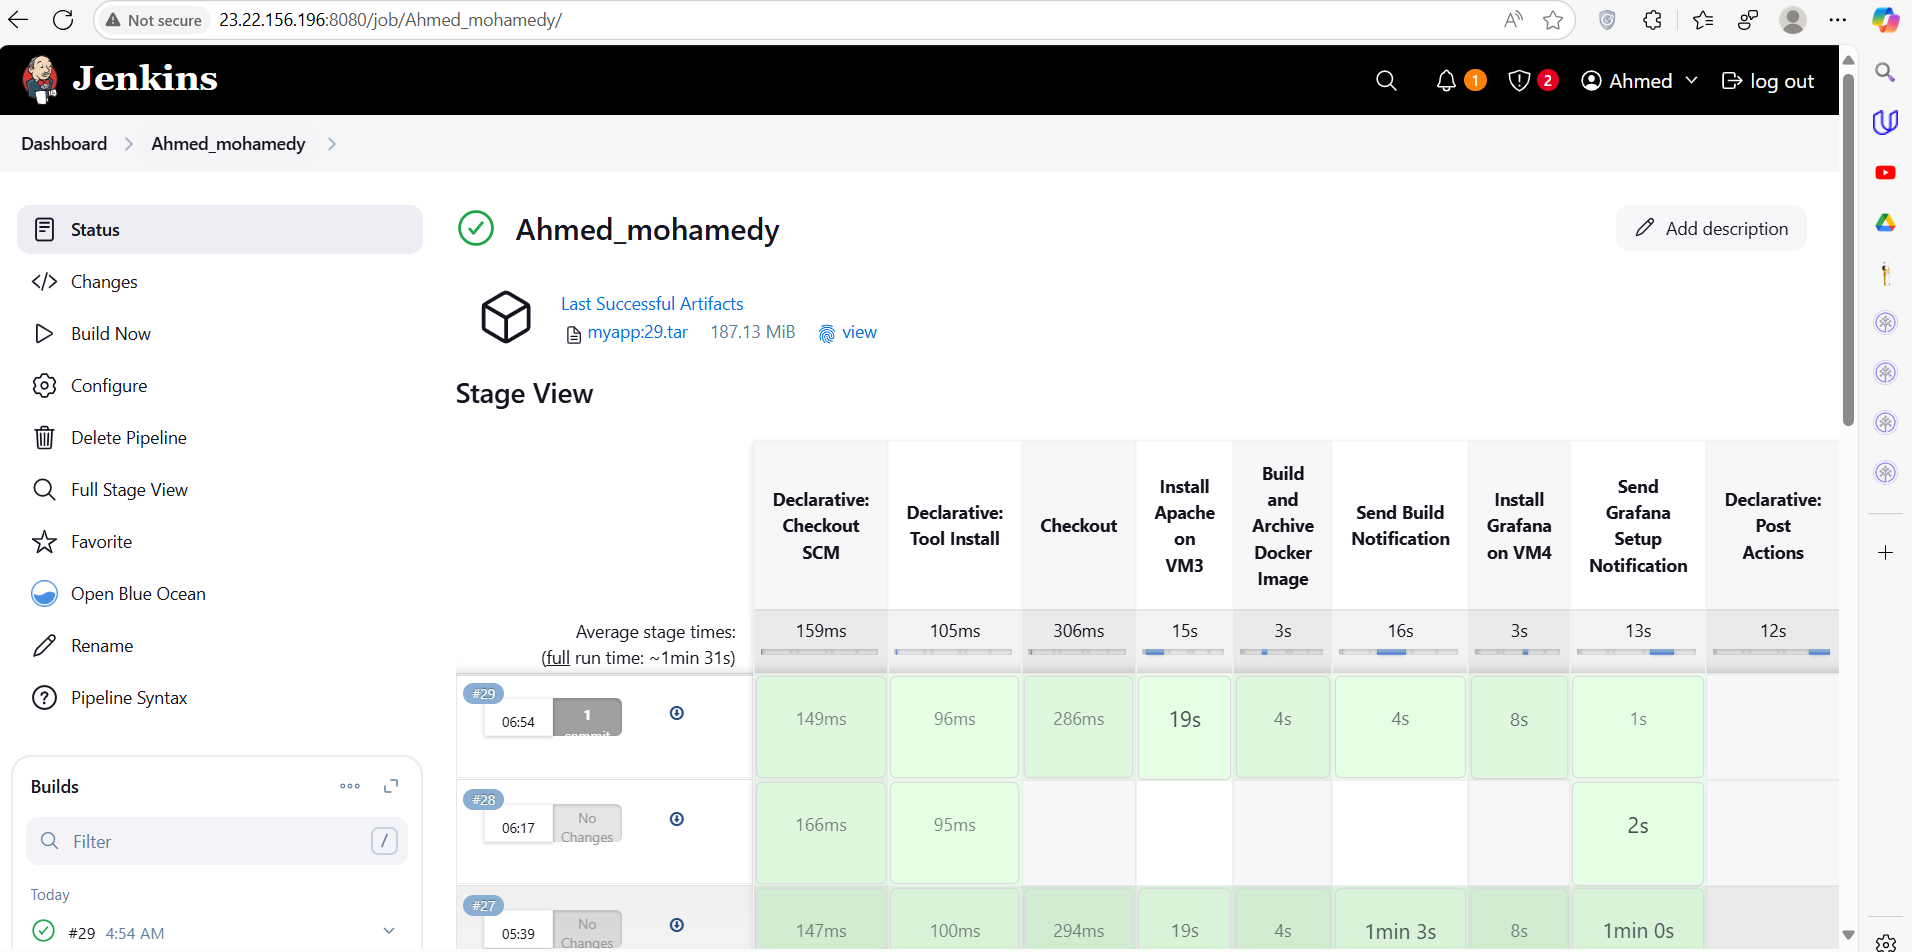 Not secure 23.22.156.196:8080/job/Ahmed_mohamedy/
Jenkins
1
2
Ahmed
log out
Dashboard
Ahmed_mohamedy
Status
Changes
Build Now
Configure
Delete Pipeline
Full Stage View
Favorite
Open Blue Ocean
Rename
Pipeline Syntax
Builds
Filter
/
Today
#29 4:54 AM
Ahmed_mohamedy
Add description
Last Successful Artifacts
myapp:29.tar 187.13 MiB view
Stage View
Declarative:
Checkout
SCM
Declarative:
Tool Install
Checkout
Install
Apache
on
VM3
Build
and
Archive
Docker
Image
Send Build
Notification
Install
Grafana
on VM4
Send
Grafana
Setup
Notification
Declarative:
Post
Actions
Average stage times:
(full run time: ~1min 31s)
159ms 105ms 306ms 15s 3s 16s 3s 13s 12s
#29
06:54
1
commit
149ms 96ms 286ms 19s 4s 4s 8s 1s
#28
06:17
No
Changes
166ms 95ms 2s
#27
05:39
No
Changes
147ms 100ms 294ms 19s 4s 1min 3s 8s 1min 0s